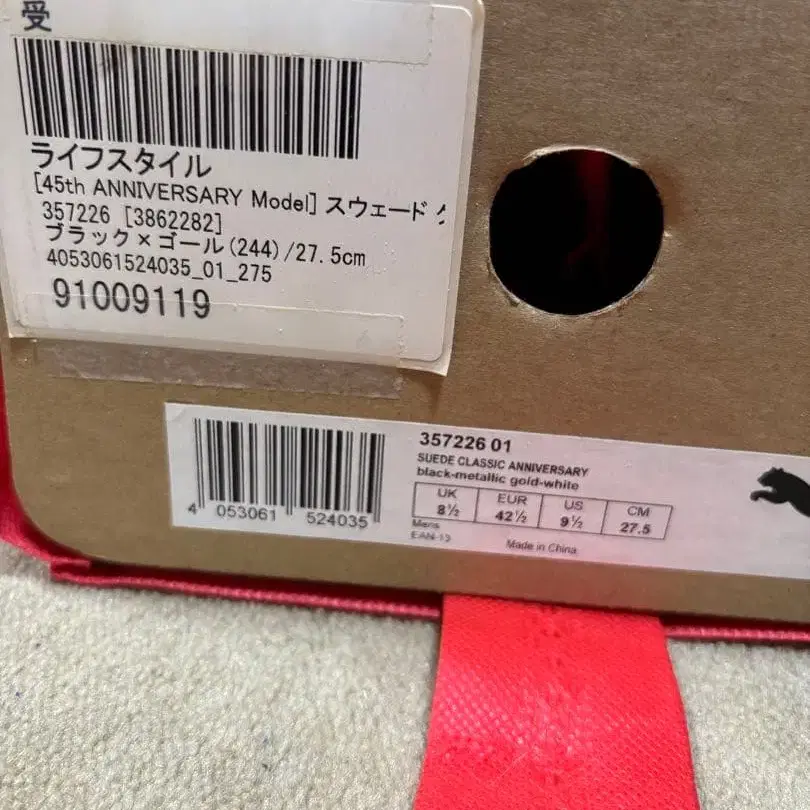 受
ライフスタイル
[45th ANNIVERSARY Model] スウェード ク
357226 [3862282]
ブラック×ゴール(244)/27.5cm
4053061524035_01_275
91009119
357226 01
SUEDE CLASSIC ANNIVERSARY
black-metallic gold-white
UK EUR US CM
8½ 42½ 9½ 27.5
Mens
EAN-13
Made in China
4 053061 524035